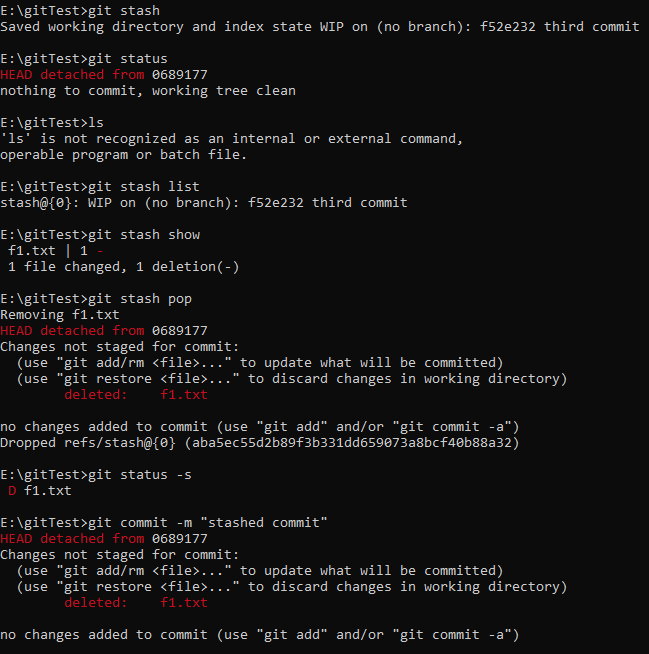 E:\gitTest>git stash
Saved working directory and index state WIP on (no branch): f52e232 third commit
E:\gitTest>git status
HEAD detached from 0689177
nothing to commit, working tree clean
E:\gitTest>ls
'ls' is not recognized as an internal or external command,
operable program or batch file.
E:\gitTest>git stash list
stash@{0}: WIP on (no branch): f52e232 third commit
E:\gitTest>git stash show
 f1.txt | 1 -
 1 file changed, 1 deletion(-)
E:\gitTest>git stash pop
Removing f1.txt
HEAD detached from 0689177
Changes not staged for commit:
  (use "git add/rm <file>..." to update what will be committed)
  (use "git restore <file>..." to discard changes in working directory)
        deleted:    f1.txt
no changes added to commit (use "git add" and/or "git commit -a")
Dropped refs/stash@{0} (aba5ec55d2b89f3b331dd659073a8bcf40b88a32)
E:\gitTest>git status -s
 D f1.txt
E:\gitTest>git commit -m "stashed commit"
HEAD detached from 0689177
Changes not staged for commit:
  (use "git add/rm <file>..." to update what will be committed)
  (use "git restore <file>..." to discard changes in working directory)
        deleted:    f1.txt
no changes added to commit (use "git add" and/or "git commit -a")